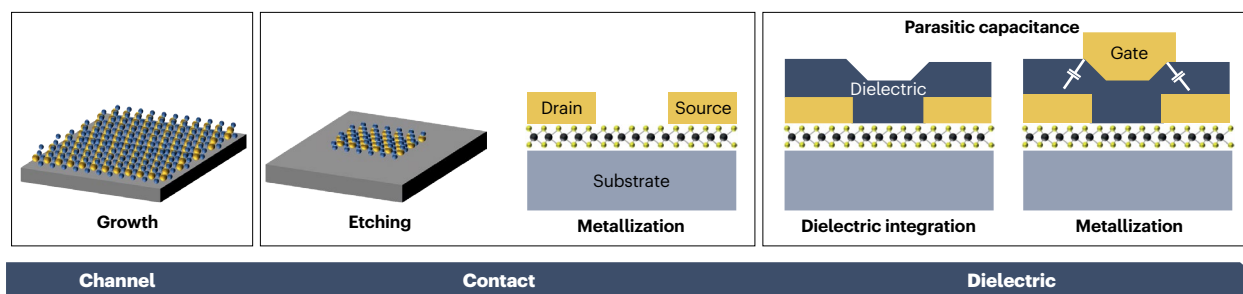 Parasitic capacitance
Gate
Dielectric
Drain
Source
Substrate
Growth
Etching
Metallization
Dielectric integration
Metallization
Channel
Contact
Dielectric